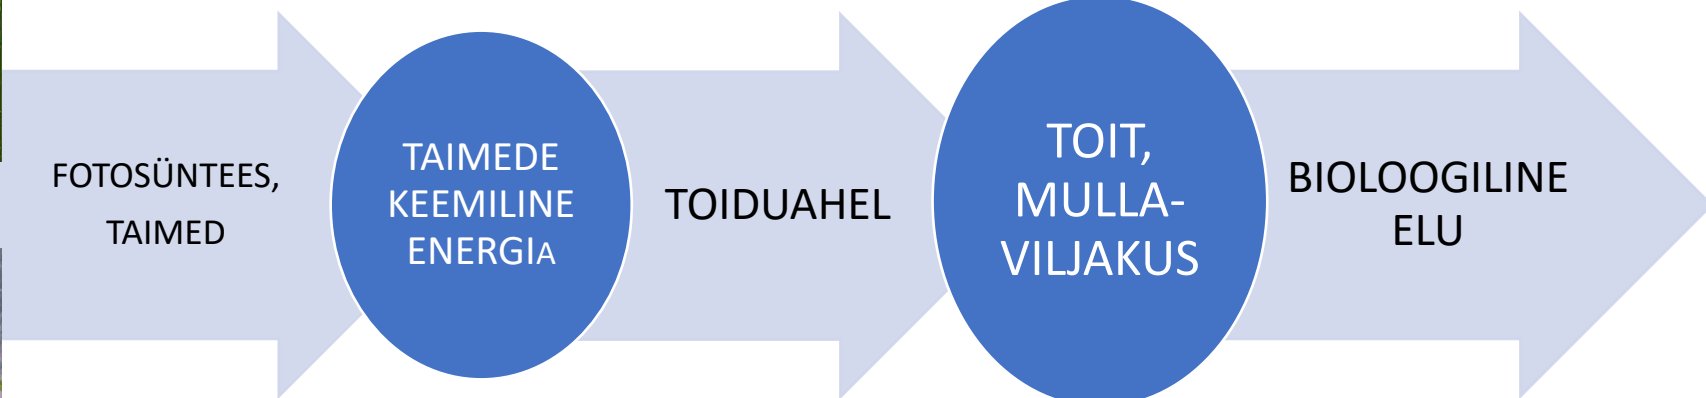 FOTOSÜNTEES,
TAIMED
TAIMEDE
KEEMILINE
ENERGIA
TOIDUAHEL
TOIT,
MULLA-
VILJAKUS
BIOLOOGILINE
ELU